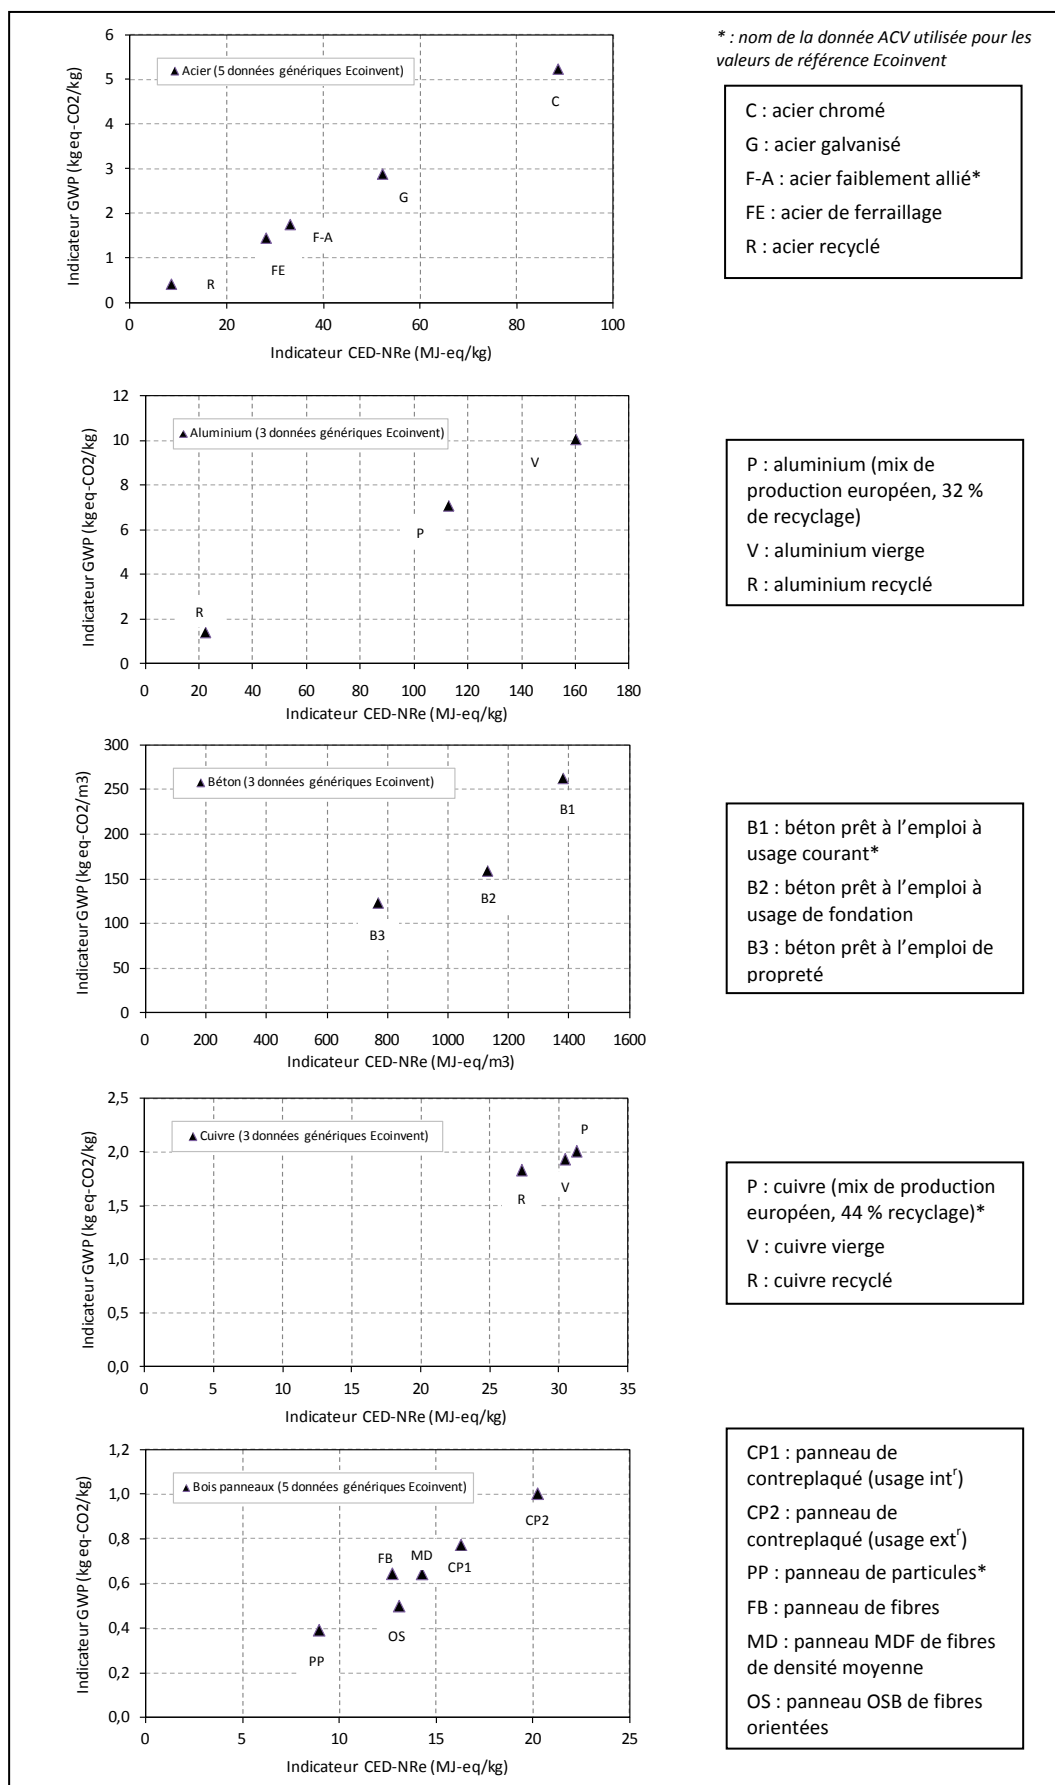 * : nom de la donnée ACV utilisée pour les
valeurs de référence Ecoinvent
Indicateur GWP (kg eq-CO2/kg)
6
5
4
3
2
1
0
Acier (5 données génériques Ecoinvent)
C
G
F-A
FE
R
0 20 40 60 80 100
Indicateur CED-NRe (MJ-eq/kg)
C : acier chromé
G : acier galvanisé
F-A : acier faiblement allié*
FE : acier de ferraillage
R : acier recyclé
Indicateur GWP (kg eq-CO2/kg)
12
10
8
6
4
2
0
Aluminium (3 données génériques Ecoinvent)
V
P
R
0 20 40 60 80 100 120 140 160 180
Indicateur CED-NRe (MJ-eq/kg)
P : aluminium (mix de
production européen, 32 %
de recyclage)
V : aluminium vierge
R : aluminium recyclé
Indicateur GWP (kg eq-CO2/m3)
300
250
200
150
100
50
0
Béton (3 données génériques Ecoinvent)
B1
B2
B3
0 200 400 600 800 1000 1200 1400 1600
Indicateur CED-NRe (MJ-eq/m3)
B1 : béton prêt à l’emploi à
usage courant*
B2 : béton prêt à l’emploi à
usage de fondation
B3 : béton prêt à l’emploi de
propreté
Indicateur GWP (kg eq-CO2/kg)
2,5
2,0
1,5
1,0
0,5
0,0
Cuivre (3 données génériques Ecoinvent)
P
V
R
0 5 10 15 20 25 30 35
Indicateur CED-NRe (MJ-eq/kg)
P : cuivre (mix de production
européen, 44 % recyclage)*
V : cuivre vierge
R : cuivre recyclé
Indicateur GWP (kg eq-CO2/kg)
1,2
1,0
0,8
0,6
0,4
0,2
0,0
Bois panneaux (5 données génériques Ecoinvent)
CP2
FB
MD
CP1
OS
PP
0 5 10 15 20 25
Indicateur CED-NRe (MJ-eq/kg)
CP1 : panneau de
contreplaqué (usage intʳ)
CP2 : panneau de
contreplaqué (usage extʳ)
PP : panneau de particules*
FB : panneau de fibres
MD : panneau MDF de fibres
de densité moyenne
OS : panneau OSB de fibres
orientées